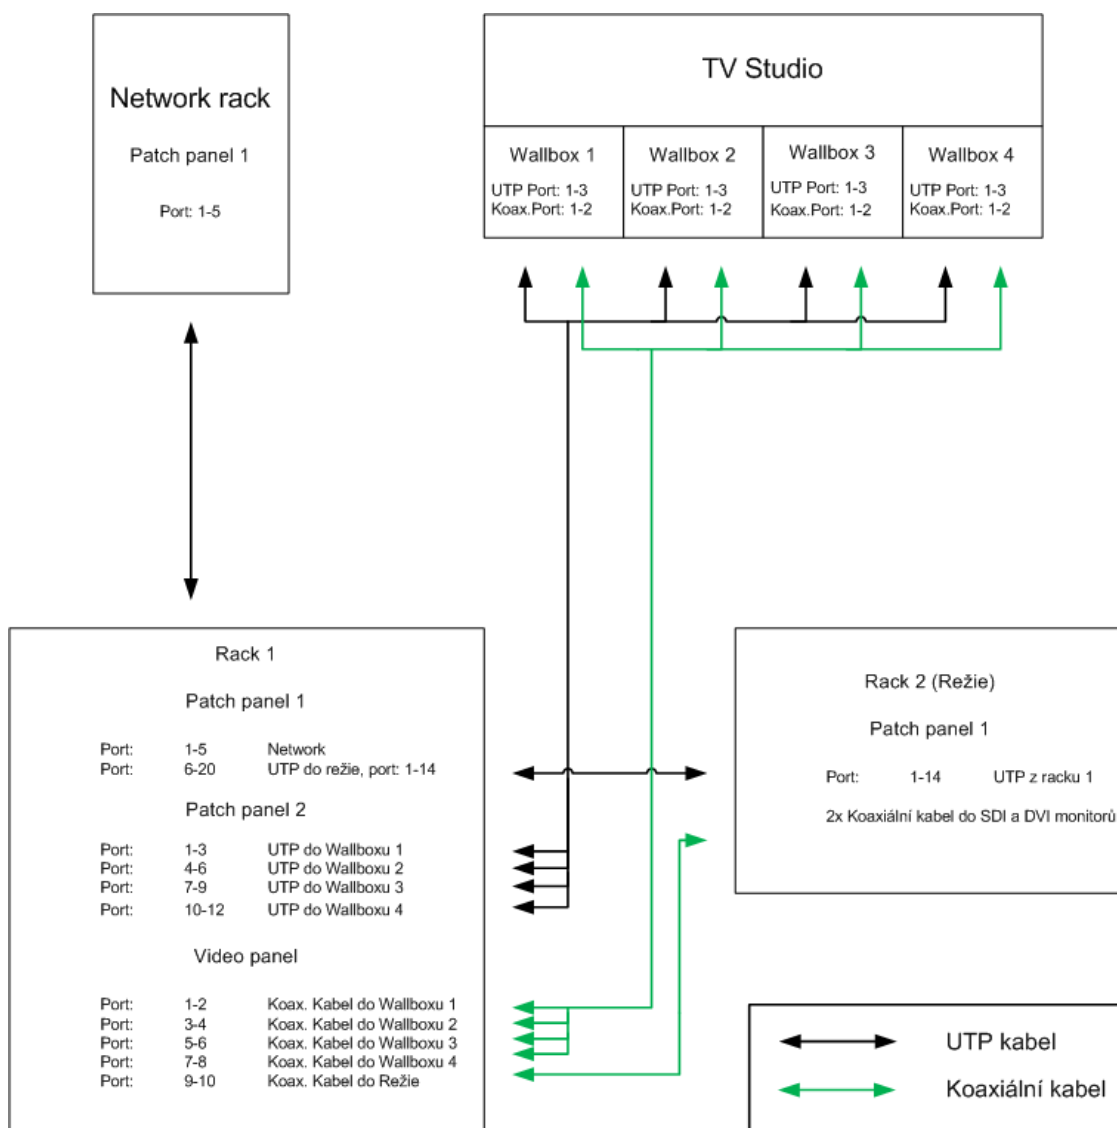 Network rack
Patch panel 1
Port: 1-5
TV Studio
Wallbox 1
UTP Port: 1-3
Koax.Port: 1-2
Wallbox 2
UTP Port: 1-3
Koax.Port: 1-2
Wallbox 3
UTP Port: 1-3
Koax.Port: 1-2
Wallbox 4
UTP Port: 1-3
Koax.Port: 1-2
Rack 1
Patch panel 1
Port: 1-5 Network
Port: 6-20 UTP do režie, port: 1-14
Patch panel 2
Port: 1-3 UTP do Wallboxu 1
Port: 4-6 UTP do Wallboxu 2
Port: 7-9 UTP do Wallboxu 3
Port: 10-12 UTP do Wallboxu 4
Video panel
Port: 1-2 Koax. Kabel do Wallboxu 1
Port: 3-4 Koax. Kabel do Wallboxu 2
Port: 5-6 Koax. Kabel do Wallboxu 3
Port: 7-8 Koax. Kabel do Wallboxu 4
Port: 9-10 Koax. Kabel do Režie
Rack 2 (Režie)
Patch panel 1
Port: 1-14 UTP z racku 1
2x Koaxiální kabel do SDI a DVI monitorů
UTP kabel
Koaxiální kabel